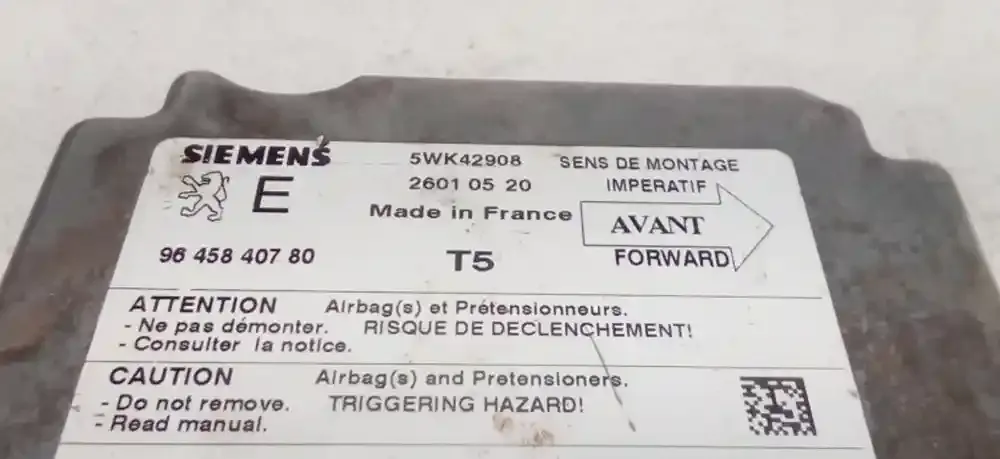 SIEMENS
5WK42908
SENS DE MONTAGE
E
2601 05 20
IMPERATIF
Made in France
AVANT
96 458 407 80
T5
FORWARD
ATTENTION Airbag(s) et Prétensionneurs.
- Ne pas démonter. RISQUE DE DECLENCHEMENT!
- Consulter la notice.
CAUTION Airbag(s) and Pretensioners.
- Do not remove. TRIGGERING HAZARD!
- Read manual.